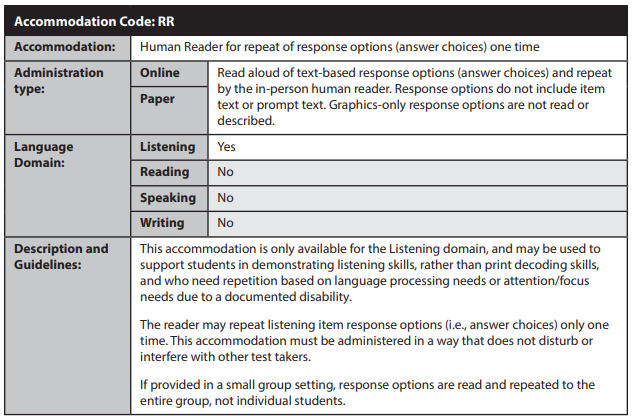 Accommodation Code: RR
Accommodation: Human Reader for repeat of response options (answer choices) one time
Administration type:
Online
Paper
Read aloud of text-based response options (answer choices) and repeat
by the in-person human reader. Response options do not include item
text or prompt text. Graphics-only response options are not read or
described.
Language Domain:
Listening Yes
Reading No
Speaking No
Writing No
Description and Guidelines:
This accommodation is only available for the Listening domain, and may be used to
support students in demonstrating listening skills, rather than print decoding skills,
and who need repetition based on language processing needs or attention/focus
needs due to a documented disability.
The reader may repeat listening item response options (i.e., answer choices) only one
time. This accommodation must be administered in a way that does not disturb or
interfere with other test takers.
If provided in a small group setting, response options are read and repeated to the
entire group, not individual students.